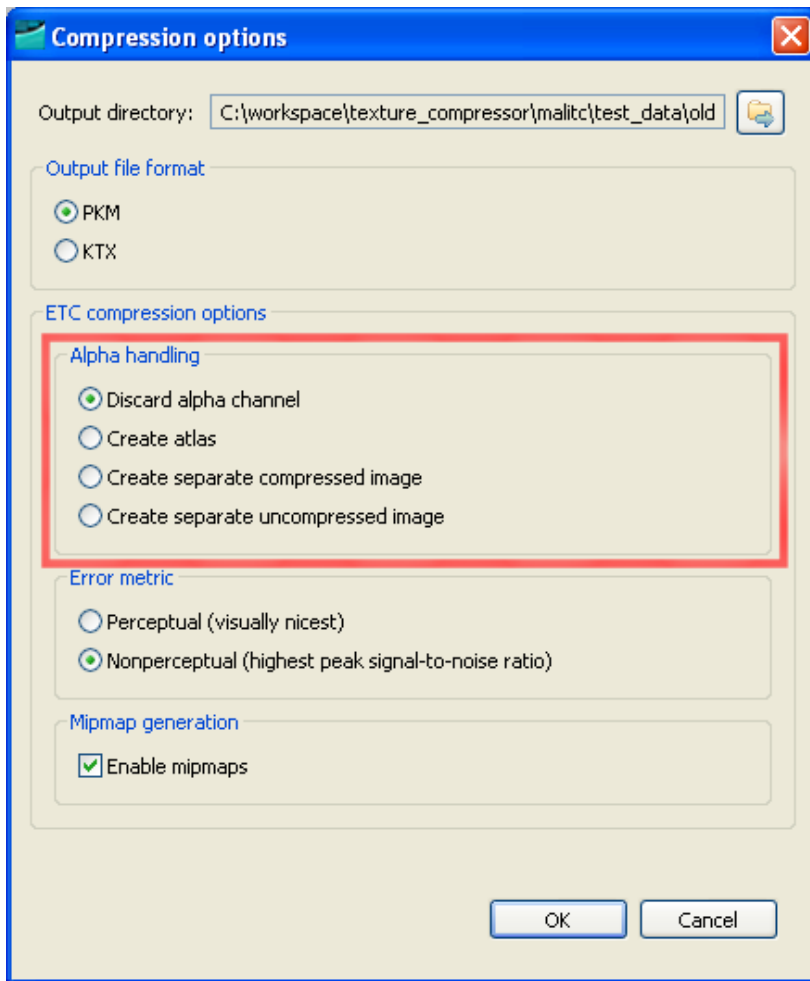 Compression options
Output directory: C:\workspace\texture_compressor\malitc\test_data\old
Output file format
PKM
KTX
ETC compression options
Alpha handling
Discard alpha channel
Create atlas
Create separate compressed image
Create separate uncompressed image
Error metric
Perceptual (visually nicest)
Nonperceptual (highest peak signal-to-noise ratio)
Mipmap generation
Enable mipmaps
OK Cancel